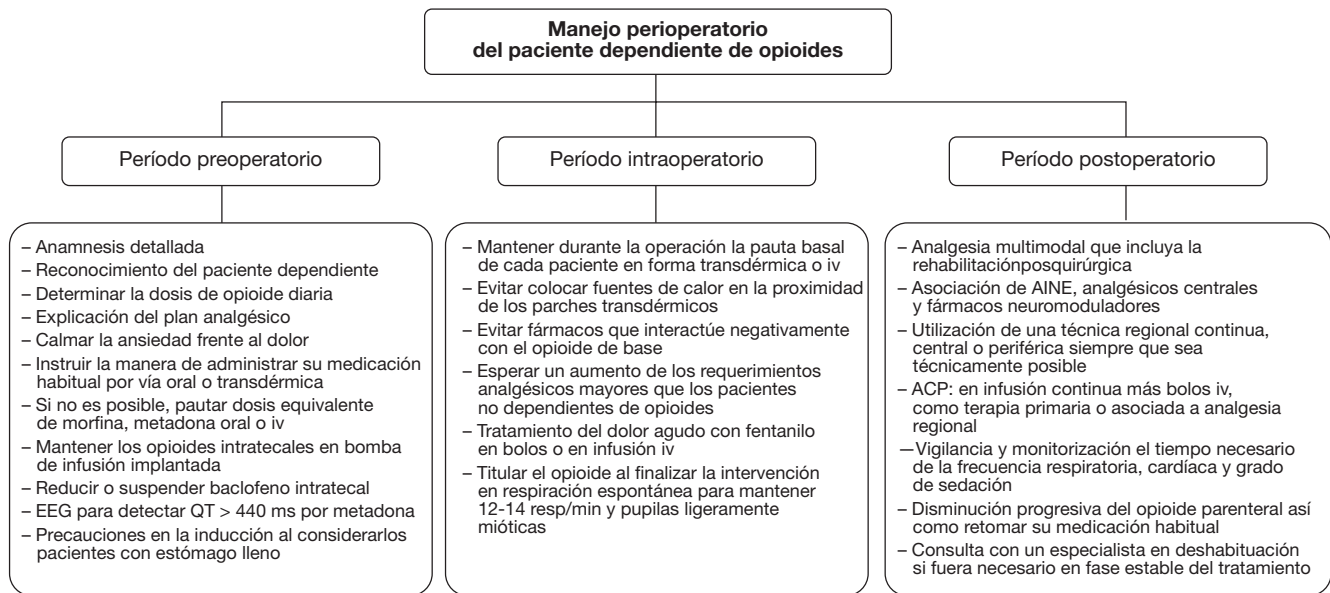 Manejo perioperatorio
del paciente dependiente de opioides
Período preoperatorio
– Anamnesis detallada
– Reconocimiento del paciente dependiente
– Determinar la dosis de opioide diaria
– Explicación del plan analgésico
– Calmar la ansiedad frente al dolor
– Instruir la manera de administrar su medicación
habitual por vía oral o transdérmica
– Si no es posible, pautar dosis equivalente
de morfina, metadona oral o iv
– Mantener los opioides intratecales en bomba
de infusión implantada
– Reducir o suspender baclofeno intratecal
– EEG para detectar QT > 440 ms por metadona
– Precauciones en la inducción al considerarlos
pacientes con estómago lleno
Período intraoperatorio
– Mantener durante la operación la pauta basal
de cada paciente en forma transdérmica o iv
– Evitar colocar fuentes de calor en la proximidad
de los parches transdérmicos
– Evitar fármacos que interactúe negativamente
con el opioide de base
– Esperar un aumento de los requerimientos
analgésicos mayores que los pacientes
no dependientes de opioides
– Tratamiento del dolor agudo con fentanilo
en bolos o en infusión iv
– Titular el opioide al finalizar la intervención
en respiración espontánea para mantener
12-14 resp/min y pupilas ligeramente
mióticas
Período postoperatorio
– Analgesia multimodal que incluya la
rehabilitaciónposquirúrgica
– Asociación de AINE, analgésicos centrales
y fármacos neuromoduladores
– Utilización de una técnica regional continua,
central o periférica siempre que sea
técnicamente posible
– ACP: en infusión continua más bolos iv,
como terapia primaria o asociada a analgesia
regional
—Vigilancia y monitorización el tiempo necesario
de la frecuencia respiratoria, cardíaca y grado
de sedación
– Disminución progresiva del opioide parenteral así
como retomar su medicación habitual
– Consulta con un especialista en deshabituación
si fuera necesario en fase estable del tratamiento